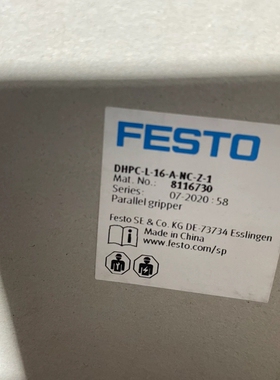 FESTO
DHPC-L-16-A-NC-Z-1
Mat. No.: 8116730
Series: 07-2020 : 58
Parallel gripper
Festo SE & Co. KG DE-73734 Esslingen
Made in China
www.festo.com/sp